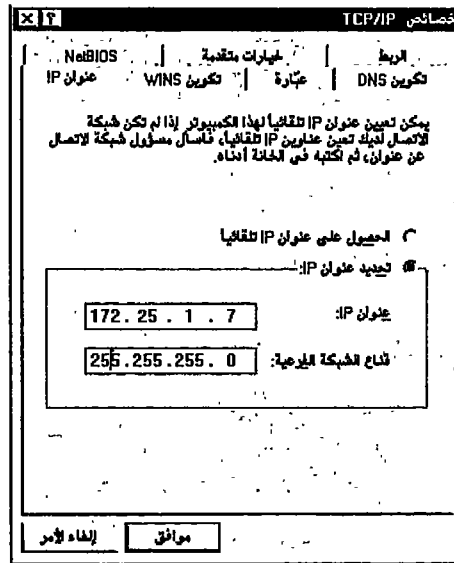 خصائص TCP/IP
الربط خيارات متقدمة NetBIOS
تكوين DNS عبّارة تكوين WINS عنوان IP
يمكن تعيين عنوان IP تلقائياً لهذا الكمبيوتر. إذا لم تكن شبكة
الاتصال لديك تعين عناوين IP تلقائياً، فاسأل مسؤول شبكة الاتصال
عن عنوان، ثم اكتبه في الخانة أدناه.
الحصول على عنوان IP تلقائياً
تحديد عنوان IP:
عنوان IP: 172.25.1.7
قناع الشبكة الفرعية: 255.255.255.0
موافق إلغاء الأمر